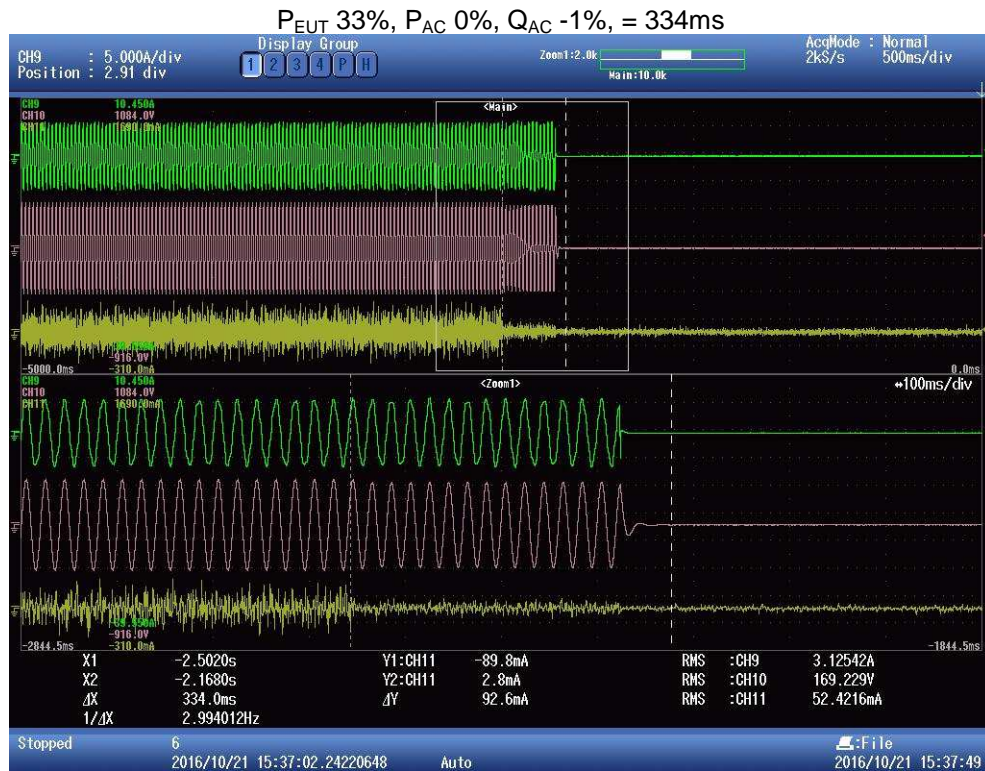 PEUT 33%, PAC 0%, QAC -1%, = 334ms
CH9 : 5.000A/div
Position : 2.91 div
Display Group
1 2 3 4 P H
Zoom1:2.0k
Main:10.0k
AcqMode : Normal
2kS/s 500ms/div
CH9 10.450A
CH10 1084.0V
CH11 1690.0mA
<Main>
-916.0V
-5000.0ms -310.0mA 0.0ms
CH9 10.450A
CH10 1084.0V
CH11 1690.0mA
<Zoom1>
↔100ms/div
-916.0V
-2844.5ms -310.0mA -1844.5ms
X1 -2.5020s Y1:CH11 -89.8mA RMS :CH9 3.12542A
X2 -2.1680s Y2:CH11 2.8mA RMS :CH10 169.229V
ΔX 334.0ms ΔY 92.6mA RMS :CH11 52.4216mA
1/ΔX 2.994012Hz
Stopped 6 :File
2016/10/21 15:37:02.24220648 Auto 2016/10/21 15:37:49